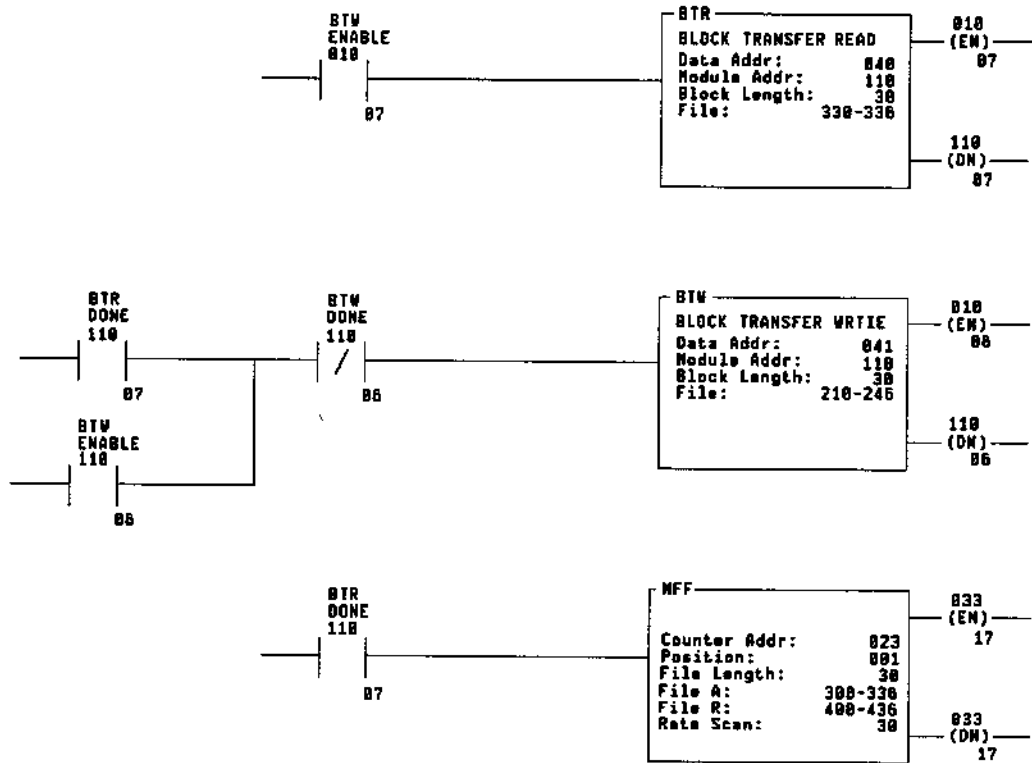 BTW
ENABLE
010
07
BTR
BLOCK TRANSFER READ
Data Addr: 040
Module Addr: 110
Block Length: 30
File: 330-336
010
(EN)
07
110
(DN)
07
BTR
DONE
110
07
BTW
ENABLE
110
06
BTW
DONE
110
06
BTW
BLOCK TRANSFER WRTIE
Data Addr: 041
Module Addr: 110
Block Length: 30
File: 210-246
010
(EN)
06
110
(DN)
06
BTR
DONE
110
07
MFF
Counter Addr: 023
Position: 001
File Length: 30
File A: 300-336
File R: 400-436
Rate Scan: 30
033
(EN)
17
033
(DN)
17